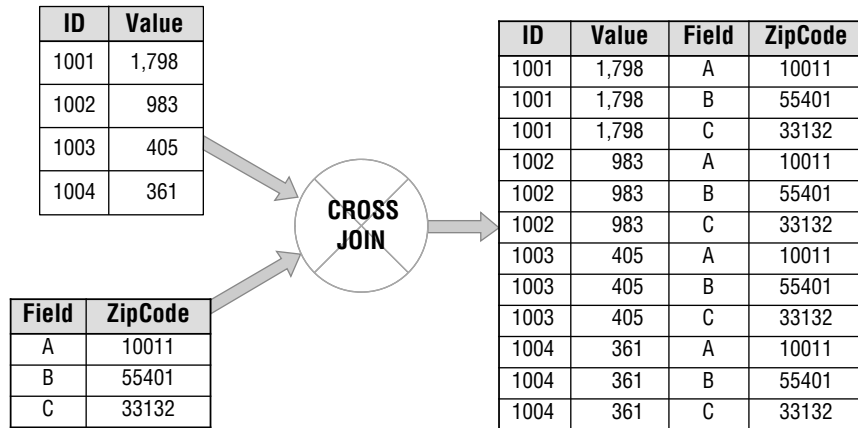 ID Value
1001 1,798
1002 983
1003 405
1004 361
Field ZipCode
A 10011
B 55401
C 33132
CROSS
JOIN
ID Value Field ZipCode
1001 1,798 A 10011
1001 1,798 B 55401
1001 1,798 C 33132
1002 983 A 10011
1002 983 B 55401
1002 983 C 33132
1003 405 A 10011
1003 405 B 55401
1003 405 C 33132
1004 361 A 10011
1004 361 B 55401
1004 361 C 33132